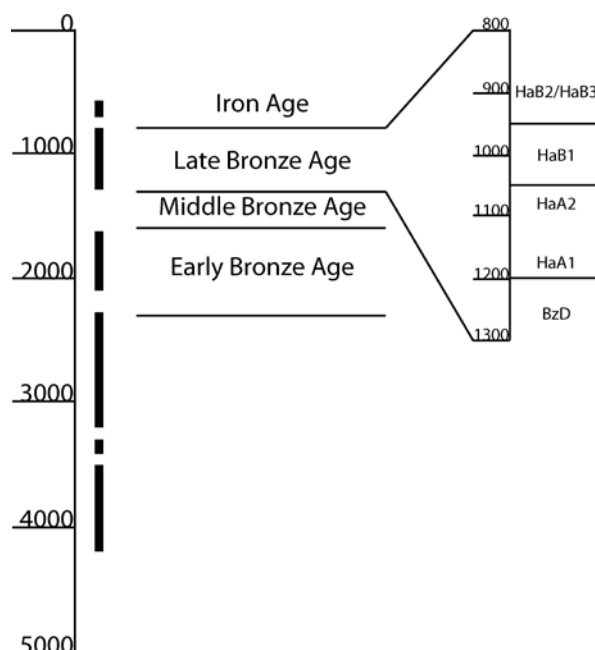 0
1000
2000
3000
4000
5000
Iron Age
Late Bronze Age
Middle Bronze Age
Early Bronze Age
800
900
1000
1100
1200
1300
HaB2/HaB3
HaB1
HaA2
HaA1
BzD